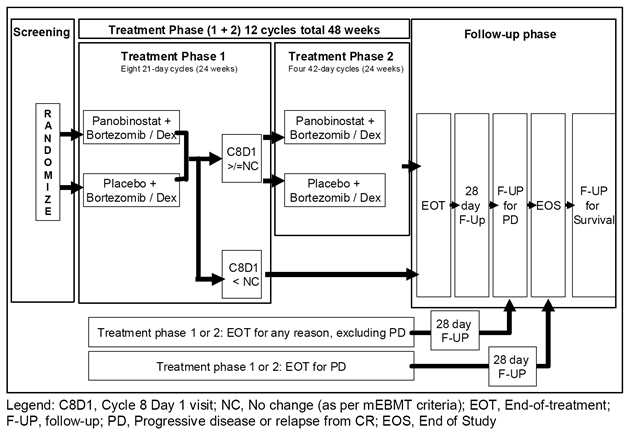 Screening
Treatment Phase (1 + 2) 12 cycles total 48 weeks
Follow-up phase
Treatment Phase 1
Eight 21-day cycles (24 weeks)
Treatment Phase 2
Four 42-day cycles (24 weeks)
RANDOMIZE
Panobinostat +
Bortezomib / Dex
Placebo +
Bortezomib / Dex
C8D1
>/=NC
C8D1
< NC
Panobinostat +
Bortezomib / Dex
Placebo +
Bortezomib / Dex
EOT
28
day
F-Up
F-UP
for
PD
EOS
F-UP
for
Survival
Treatment phase 1 or 2: EOT for any reason, excluding PD
28 day
F-UP
Treatment phase 1 or 2: EOT for PD
28 day
F-UP
Legend: C8D1, Cycle 8 Day 1 visit; NC, No change (as per mEBMT criteria); EOT, End-of-treatment;
F-UP, follow-up; PD, Progressive disease or relapse from CR; EOS, End of Study